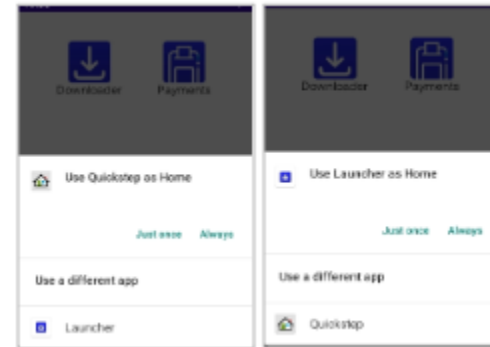 Downloader Payments
Use Quickstep as Home
Just once Always
Use a different app
Launcher
Downloader Payments
Use Launcher as Home
Just once Always
Use a different app
Quickstep